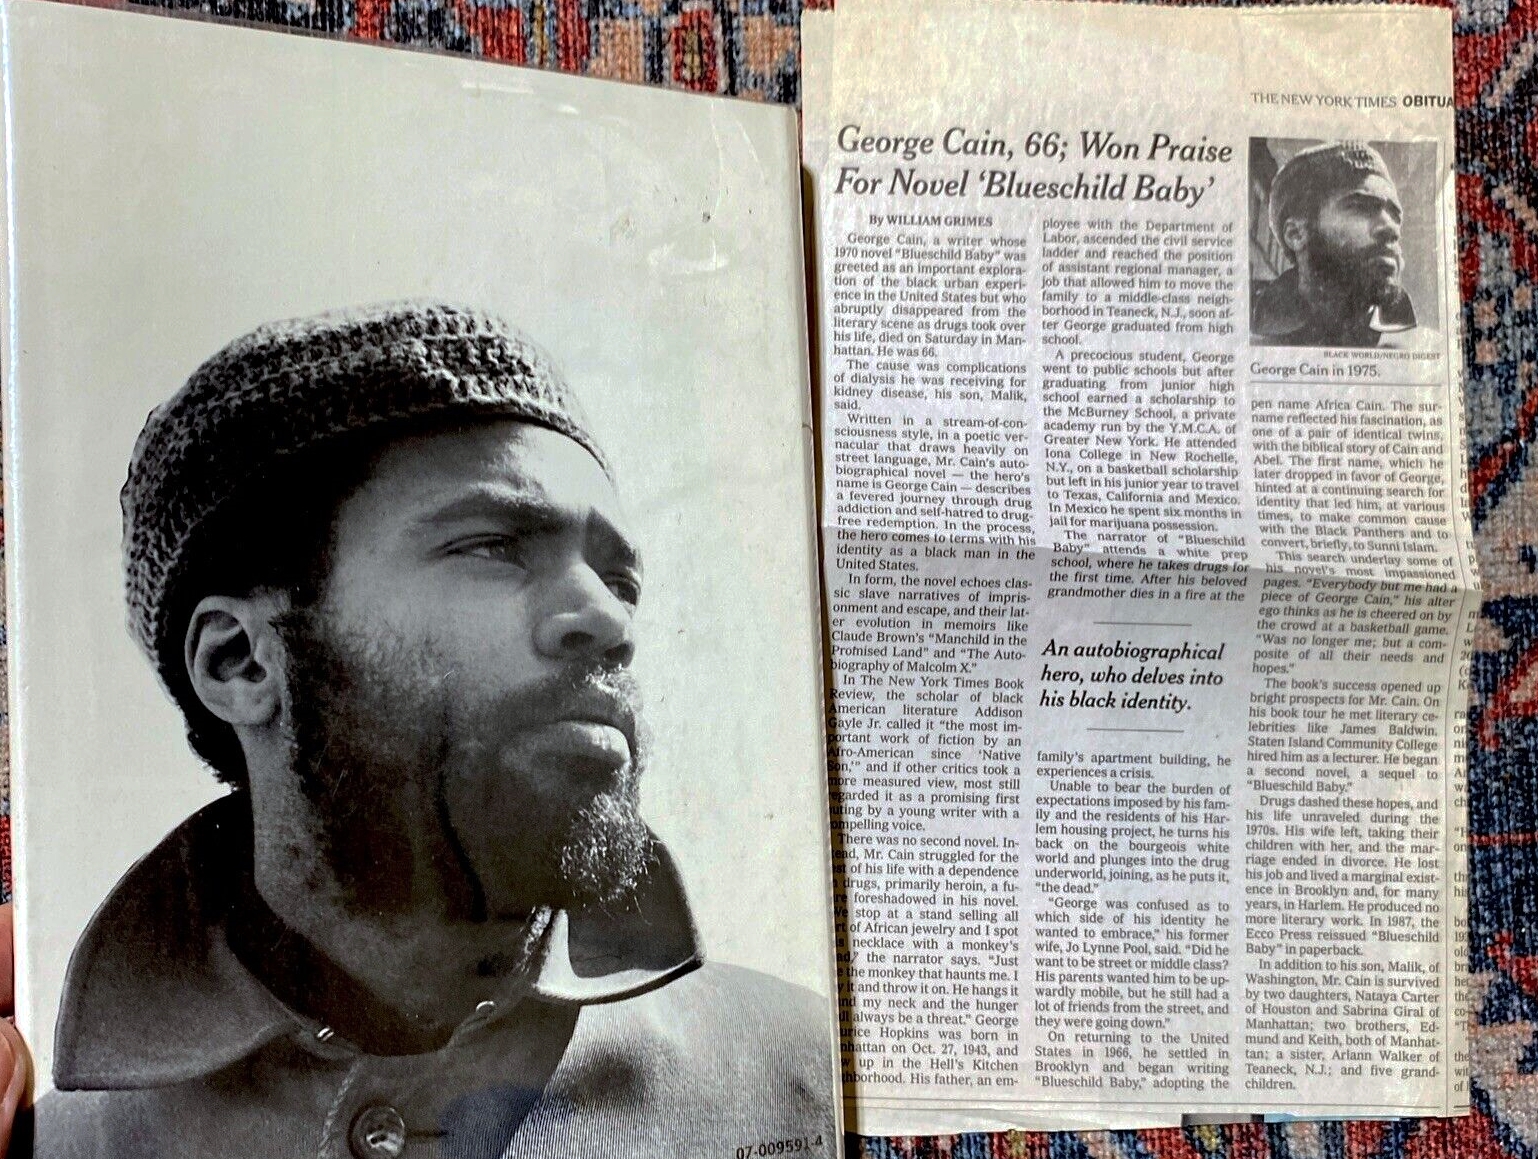 THE NEW YORK TIMES OBITUA
George Cain, 66; Won Praise
For Novel ‘Blueschild Baby’
By WILLIAM GRIMES
George Cain, a writer whose
1970 novel “Blueschild Baby” was
greeted as an important explora-
tion of the black urban experi-
ence in the United States but who
abruptly disappeared from the
literary scene as drugs took over
his life, died on Saturday in Man-
hattan. He was 66.
The cause was complications
of dialysis he was receiving for
kidney disease, his son, Malik,
said.
Written in a stream-of-con-
sciousness style, in a poetic ver-
nacular that draws heavily on
street language, Mr. Cain's auto-
biographical novel — the hero's
name is George Cain — describes
a fevered journey through drug
addiction and self-hatred to drug-
free redemption. In the process,
the hero comes to terms with his
identity as a black man in the
United States.
In form, the novel echoes clas-
sic slave narratives of impris-
onment and escape, and their lat-
er evolution in memoirs like
Claude Brown's “Manchild in the
Promised Land” and “The Auto-
biography of Malcolm X.”
In The New York Times Book
Review, the scholar of black
American literature Addison
Gayle Jr. called it “the most im-
portant work of fiction by an
Afro-American since ‘Native
Son,’” and if other critics took a
more measured view, most still
regarded it as a promising first
uting by a young writer with a
ompelling voice.
There was no second novel. In-
ead, Mr. Cain struggled for the
st of his life with a dependence
drugs, primarily heroin, a fu-
re foreshadowed in his novel.
We stop at a stand selling all
rt of African jewelry and I spot
necklace with a monkey's
ad,” the narrator says. “Just
e the monkey that haunts me. I
y it and throw it on. He hangs it
nd my neck and the hunger
ll always be a threat.” George
urice Hopkins was born in
nhattan on Oct. 27, 1943, and
w up in the Hell's Kitchen
hborhood. His father, an em-
ployee with the Department of
Labor, ascended the civil service
ladder and reached the position
of assistant regional manager, a
job that allowed him to move the
family to a middle-class neigh-
borhood in Teaneck, N.J., soon af-
ter George graduated from high
school.
A precocious student, George
went to public schools but after
graduating from junior high
school earned a scholarship to
the McBurney School, a private
academy run by the Y.M.C.A. of
Greater New York. He attended
Iona College in New Rochelle,
N.Y., on a basketball scholarship
but left in his junior year to travel
to Texas, California and Mexico.
In Mexico he spent six months in
jail for marijuana possession.
The narrator of “Blueschild
Baby” attends a white prep
school, where he takes drugs for
the first time. After his beloved
grandmother dies in a fire at the
An autobiographical
hero, who delves into
his black identity.
family's apartment building, he
experiences a crisis.
Unable to bear the burden of
expectations imposed by his fam-
ily and the residents of his Har-
lem housing project, he turns his
back on the bourgeois white
world and plunges into the drug
underworld, joining, as he puts it,
“the dead.”
“George was confused as to
which side of his identity he
wanted to embrace,” his former
wife, Jo Lynne Pool, said. “Did he
want to be street or middle class?
His parents wanted him to be up-
wardly mobile, but he still had a
lot of friends from the street, and
they were going down.”
On returning to the United
States in 1966, he settled in
Brooklyn and began writing
“Blueschild Baby,” adopting the
BLACK WORLD/NEGRO DIGEST
George Cain in 1975.
pen name Africa Cain. The sur-
name reflected his fascination, as
one of a pair of identical twins,
with the biblical story of Cain and
Abel. The first name, which he
later dropped in favor of George,
hinted at a continuing search for
identity that led him, at various
times, to make common cause
with the Black Panthers and to
convert, briefly, to Sunni Islam.
This search underlay some of
his novel's most impassioned
pages. “Everybody but me had a
piece of George Cain,” his alter
ego thinks as he is cheered on by
the crowd at a basketball game.
“Was no longer me; but a com-
posite of all their needs and
hopes.”
The book's success opened up
bright prospects for Mr. Cain. On
his book tour he met literary ce-
lebrities like James Baldwin.
Staten Island Community College
hired him as a lecturer. He began
a second novel, a sequel to
“Blueschild Baby.”
Drugs dashed these hopes, and
his life unraveled during the
1970s. His wife left, taking their
children with her, and the mar-
riage ended in divorce. He lost
his job and lived a marginal exist-
ence in Brooklyn and, for many
years, in Harlem. He produced no
more literary work. In 1987, the
Ecco Press reissued “Blueschild
Baby” in paperback.
In addition to his son, Malik, of
Washington, Mr. Cain is survived
by two daughters, Nataya Carter
of Houston and Sabrina Giral of
Manhattan; two brothers, Ed-
mund and Keith, both of Manhat-
tan; a sister, Arlann Walker of
Teaneck, N.J.; and five grand-
children.
07-009591-4